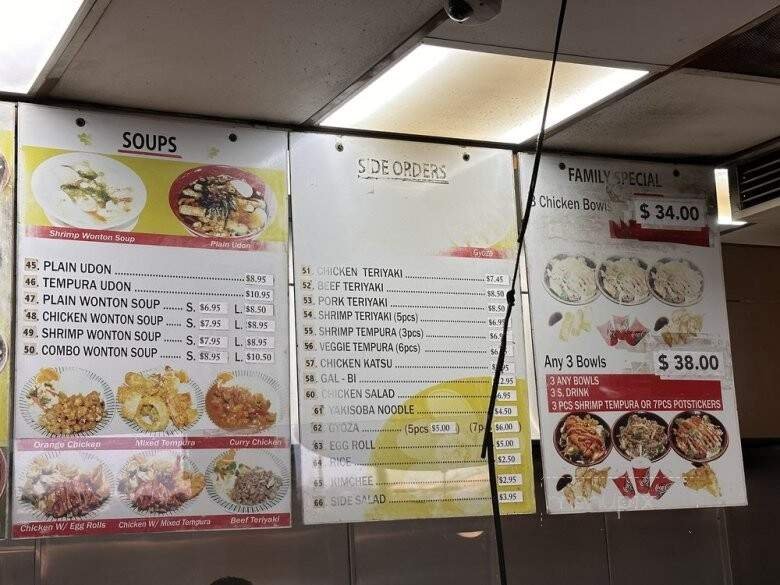 SOUPS
Shrimp Wonton Soup
Plain Udon
45. PLAIN UDON $8.95
46. TEMPURA UDON $10.95
47. PLAIN WONTON SOUP S. $6.95 L. $8.50
48. CHICKEN WONTON SOUP S. $7.95 L. $8.95
49. SHRIMP WONTON SOUP S. $7.95 L. $8.95
50. COMBO WONTON SOUP S. $8.95 L. $10.50
Orange Chicken Mixed Tempura Curry Chicken
Chicken W/ Egg Rolls Chicken W/ Mixed Tempura Beef Teriyaki
SIDE ORDERS
Gyoza
51. CHICKEN TERIYAKI $7.45
52. BEEF TERIYAKI $8.50
53. PORK TERIYAKI $8.50
54. SHRIMP TERIYAKI (5pcs)
55. SHRIMP TEMPURA (3pcs)
56. VEGGIE TEMPURA (6pcs)
57. CHICKEN KATSU
58. GAL - BI
60. CHICKEN SALAD
61. YAKISOBA NOODLE $4.50
62 GYOZA (5pcs $5.00 (7p $6.00
63 EGG ROLL $5.00
64 RICE $2.50
65 KIMCHEE $2.95
66 SIDE SALAD $3.95
FAMILY SPECIAL
3 Chicken Bowls $ 34.00
Any 3 Bowls $ 38.00
3 ANY BOWLS
3 S. DRINK
3 PCS SHRIMP TEMPURA OR 7PCS POTSTICKERS